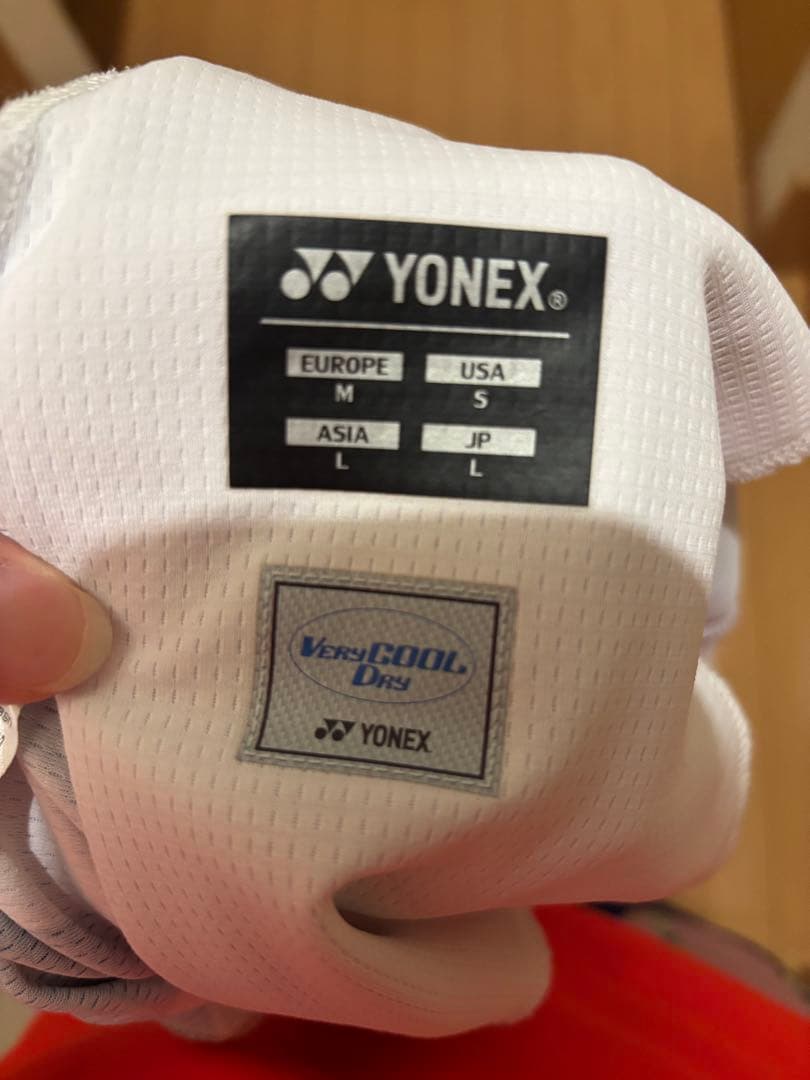 YONEX®
EUROPE USA
M S
ASIA JP
L L
VERY COOL
DRY
YONEX